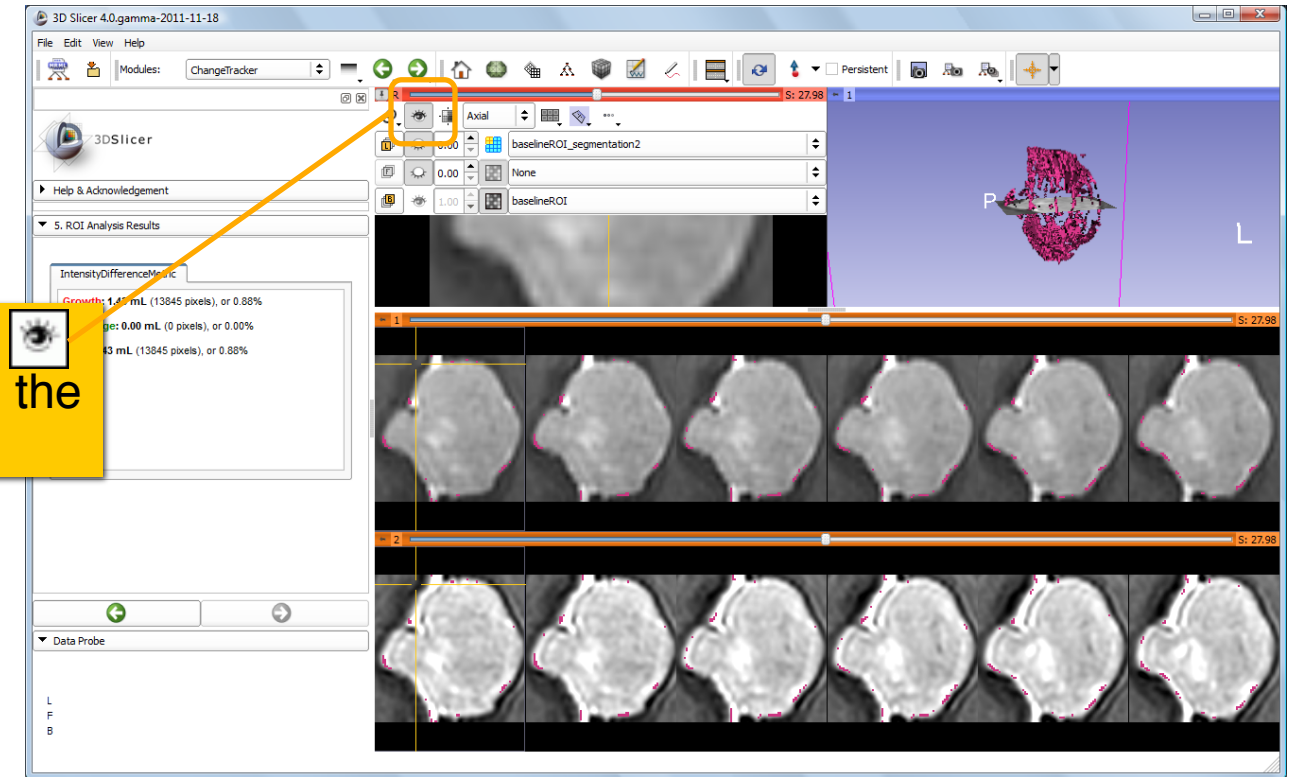 3D Slicer 4.0.gamma-2011-11-18
File Edit View Help
Modules: ChangeTracker
Persistent
R S: 27.98
1
3DSlicer
Axial
0.00 baselineROI_segmentation2
0.00 None
1.00 baselineROI
Help & Acknowledgement
5. ROI Analysis Results
P
L
IntensityDifferenceMetric
Growth: 1.43 mL (13845 pixels), or 0.88%
ge: 0.00 mL (0 pixels), or 0.00%
43 mL (13845 pixels), or 0.88%
the
1 S: 27.98
2 S: 27.98
Data Probe
L
F
B